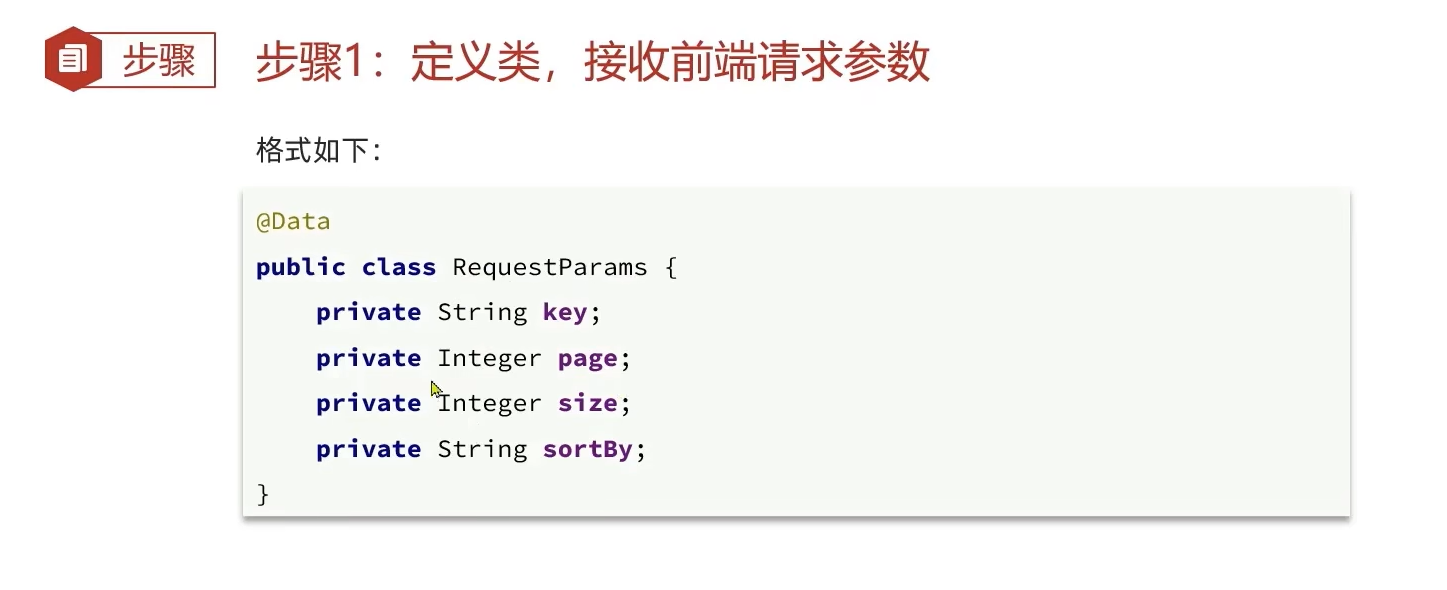 步骤
步骤1：定义类，接收前端请求参数
格式如下：
@Data
public class RequestParams {
    private String key;
    private Integer page;
    private Integer size;
    private String sortBy;
}